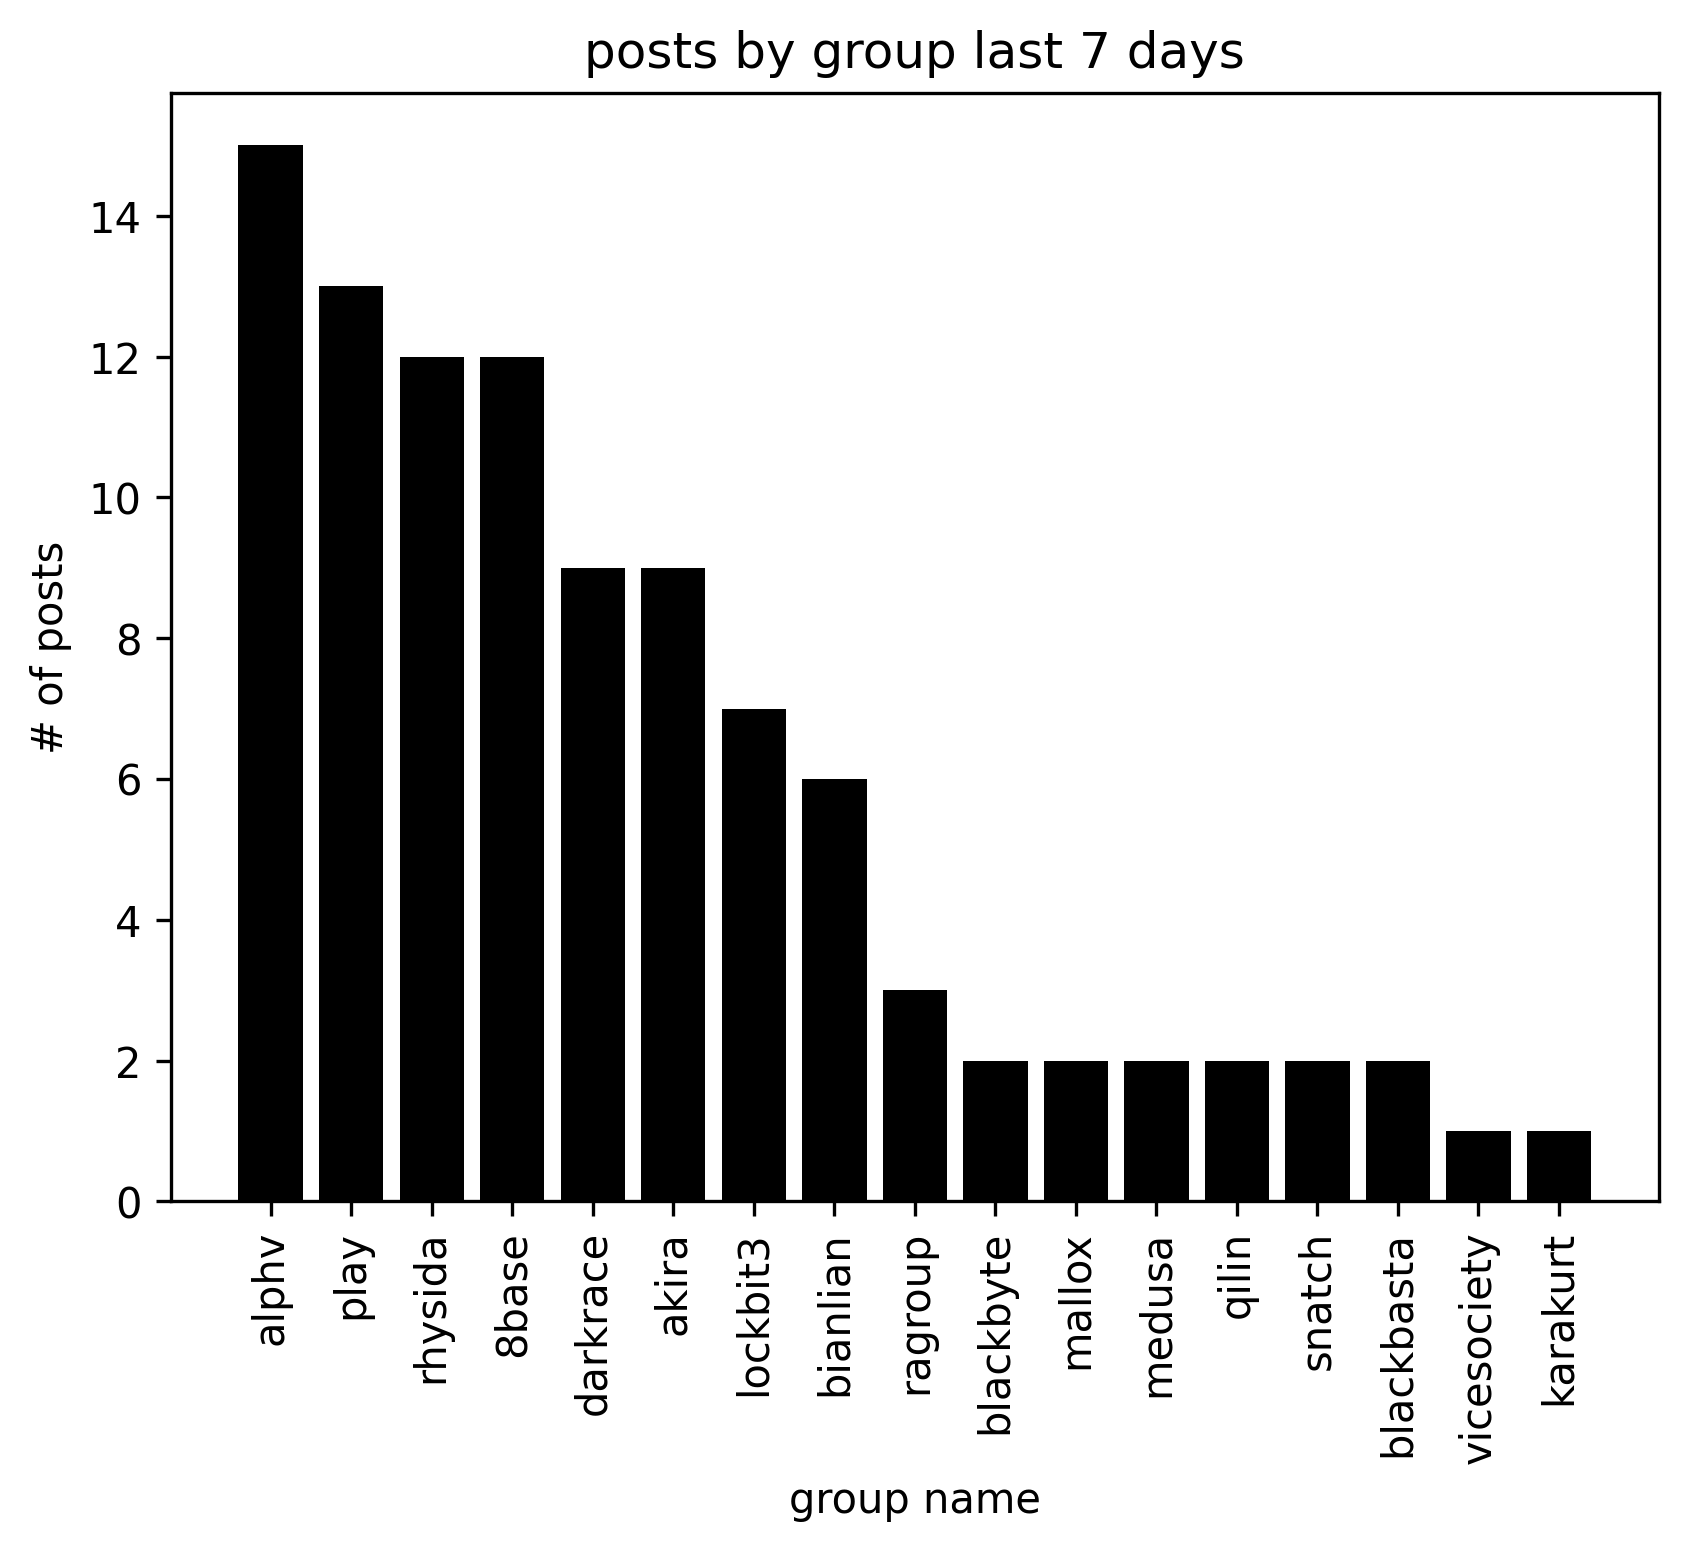 posts by group last 7 days
# of posts
14
12
10
8
6
4
2
0
alphv
play
rhysida
8base
darkrace
akira
lockbit3
bianlian
ragroup
blackbyte
mallox
medusa
qilin
snatch
blackbasta
vicesociety
karakurt
group name